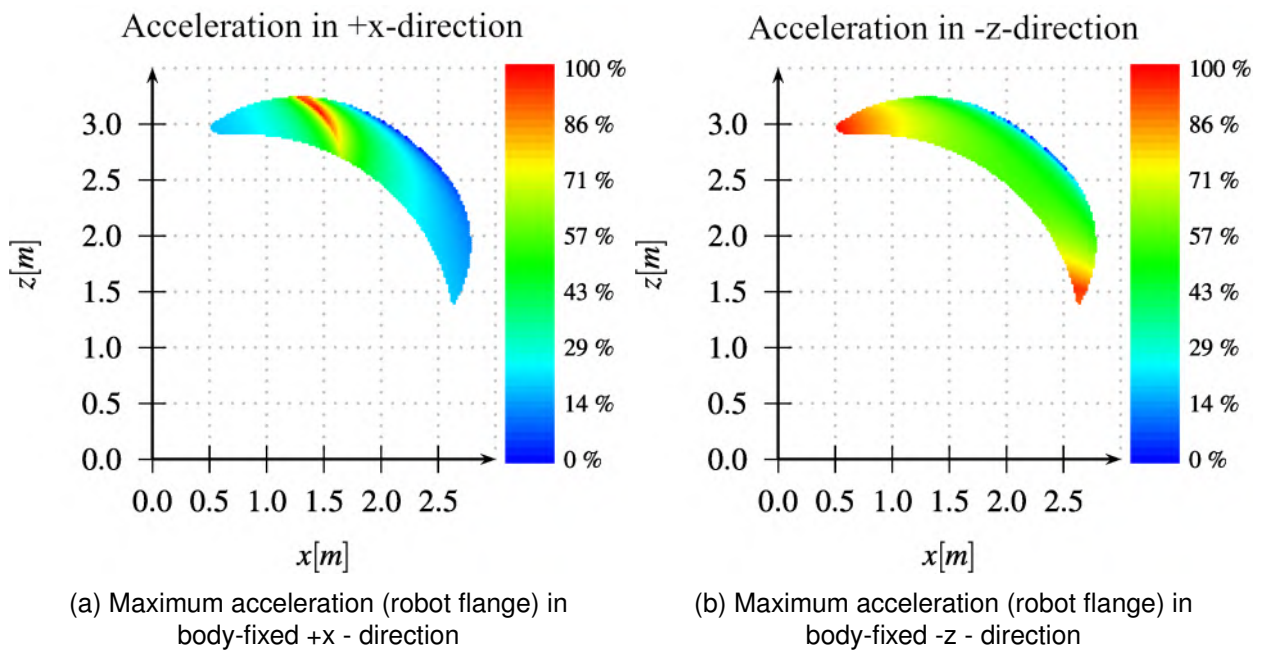 Acceleration in +x-direction
3.0
2.5
2.0
1.5
1.0
0.5
0.0
z[m]
0.0 0.5 1.0 1.5 2.0 2.5
x[m]
100 %
86 %
71 %
57 %
43 %
29 %
14 %
0 %
(a) Maximum acceleration (robot flange) in
body-fixed +x - direction
Acceleration in -z-direction
3.0
2.5
2.0
1.5
1.0
0.5
0.0
z[m]
0.0 0.5 1.0 1.5 2.0 2.5
x[m]
100 %
86 %
71 %
57 %
43 %
29 %
14 %
0 %
(b) Maximum acceleration (robot flange) in
body-fixed -z - direction